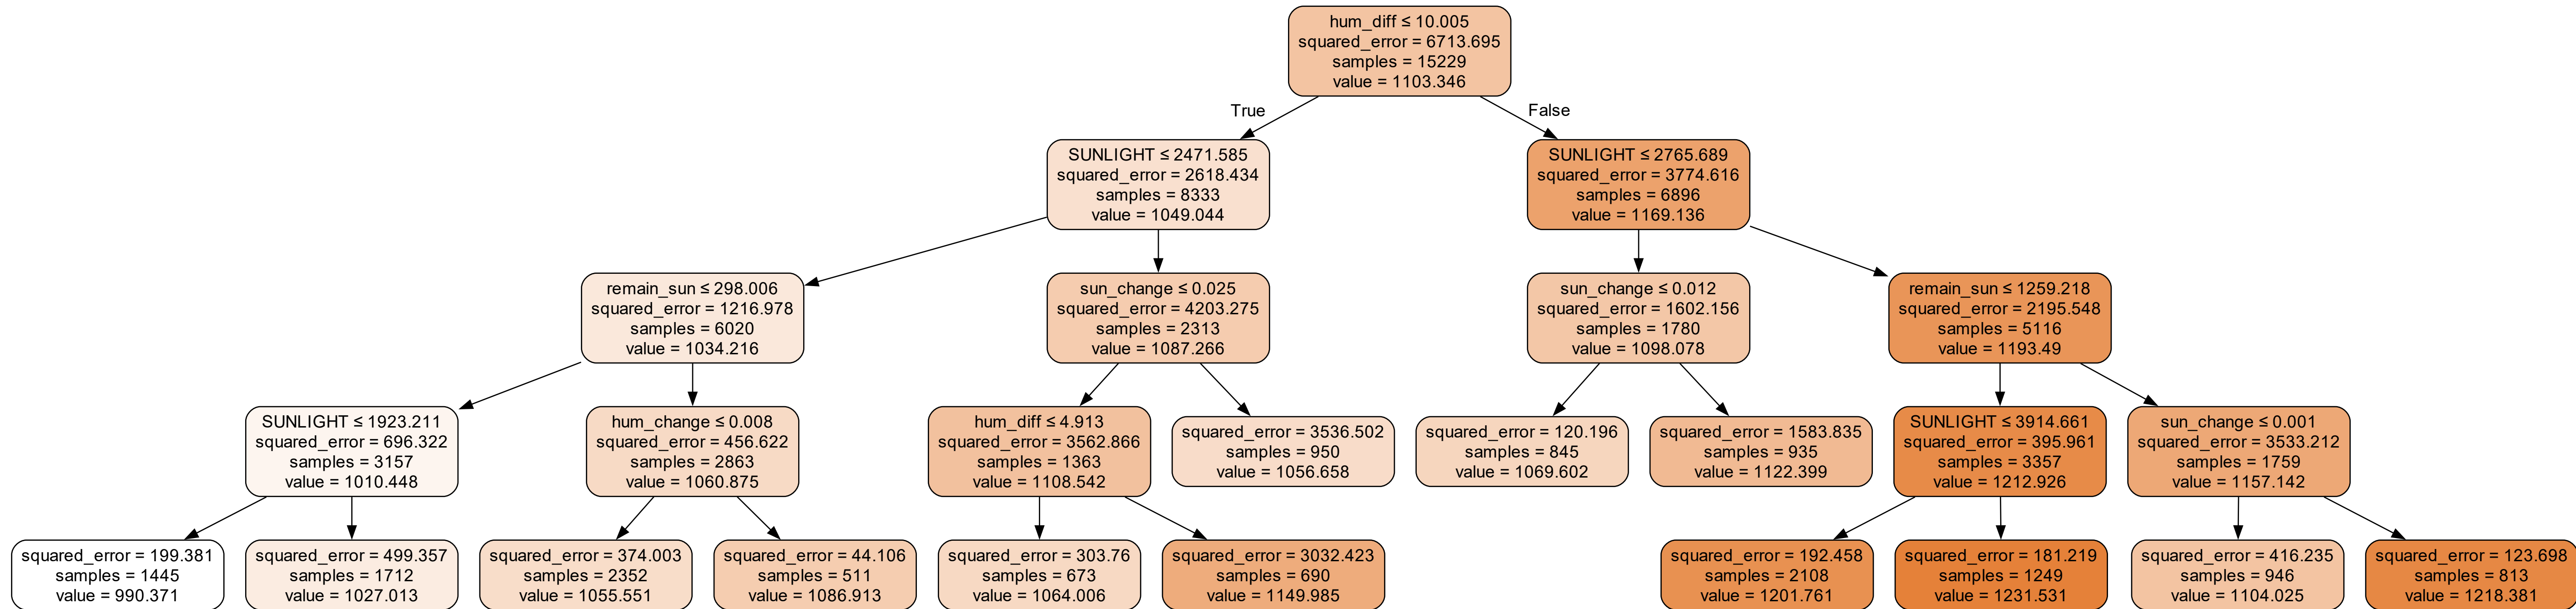 hum_diff ≤ 10.005
squared_error = 6713.695
samples = 15229
value = 1103.346
True
False
SUNLIGHT ≤ 2471.585
squared_error = 2618.434
samples = 8333
value = 1049.044
SUNLIGHT ≤ 2765.689
squared_error = 3774.616
samples = 6896
value = 1169.136
remain_sun ≤ 298.006
squared_error = 1216.978
samples = 6020
value = 1034.216
sun_change ≤ 0.025
squared_error = 4203.275
samples = 2313
value = 1087.266
sun_change ≤ 0.012
squared_error = 1602.156
samples = 1780
value = 1098.078
remain_sun ≤ 1259.218
squared_error = 2195.548
samples = 5116
value = 1193.49
SUNLIGHT ≤ 1923.211
squared_error = 696.322
samples = 3157
value = 1010.448
hum_change ≤ 0.008
squared_error = 456.622
samples = 2863
value = 1060.875
hum_diff ≤ 4.913
squared_error = 3562.866
samples = 1363
value = 1108.542
squared_error = 3536.502
samples = 950
value = 1056.658
squared_error = 120.196
samples = 845
value = 1069.602
squared_error = 1583.835
samples = 935
value = 1122.399
SUNLIGHT ≤ 3914.661
squared_error = 395.961
samples = 3357
value = 1212.926
sun_change ≤ 0.001
squared_error = 3533.212
samples = 1759
value = 1157.142
squared_error = 199.381
samples = 1445
value = 990.371
squared_error = 499.357
samples = 1712
value = 1027.013
squared_error = 374.003
samples = 2352
value = 1055.551
squared_error = 44.106
samples = 511
value = 1086.913
squared_error = 303.76
samples = 673
value = 1064.006
squared_error = 3032.423
samples = 690
value = 1149.985
squared_error = 192.458
samples = 2108
value = 1201.761
squared_error = 181.219
samples = 1249
value = 1231.531
squared_error = 416.235
samples = 946
value = 1104.025
squared_error = 123.698
samples = 813
value = 1218.381